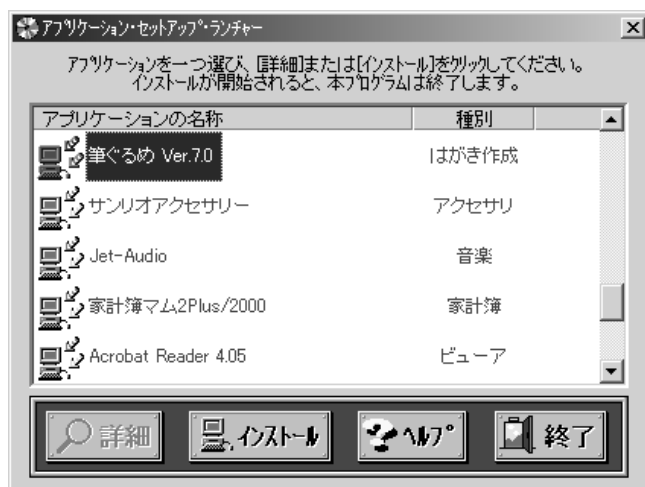 アプリケーション・セットアップ・ランチャー
アプリケーションを一つ選び、[詳細]または[インストール]をクリックしてください。
インストールが開始されると、本プログラムは終了します。
アプリケーションの名称 種別
筆ぐるめ Ver.7.0 はがき作成
サンリオアクセサリー アクセサリ
Jet-Audio 音楽
家計簿マム2Plus/2000 家計簿
Acrobat Reader 4.05 ビューア
詳細 インストール ヘルプ 終了